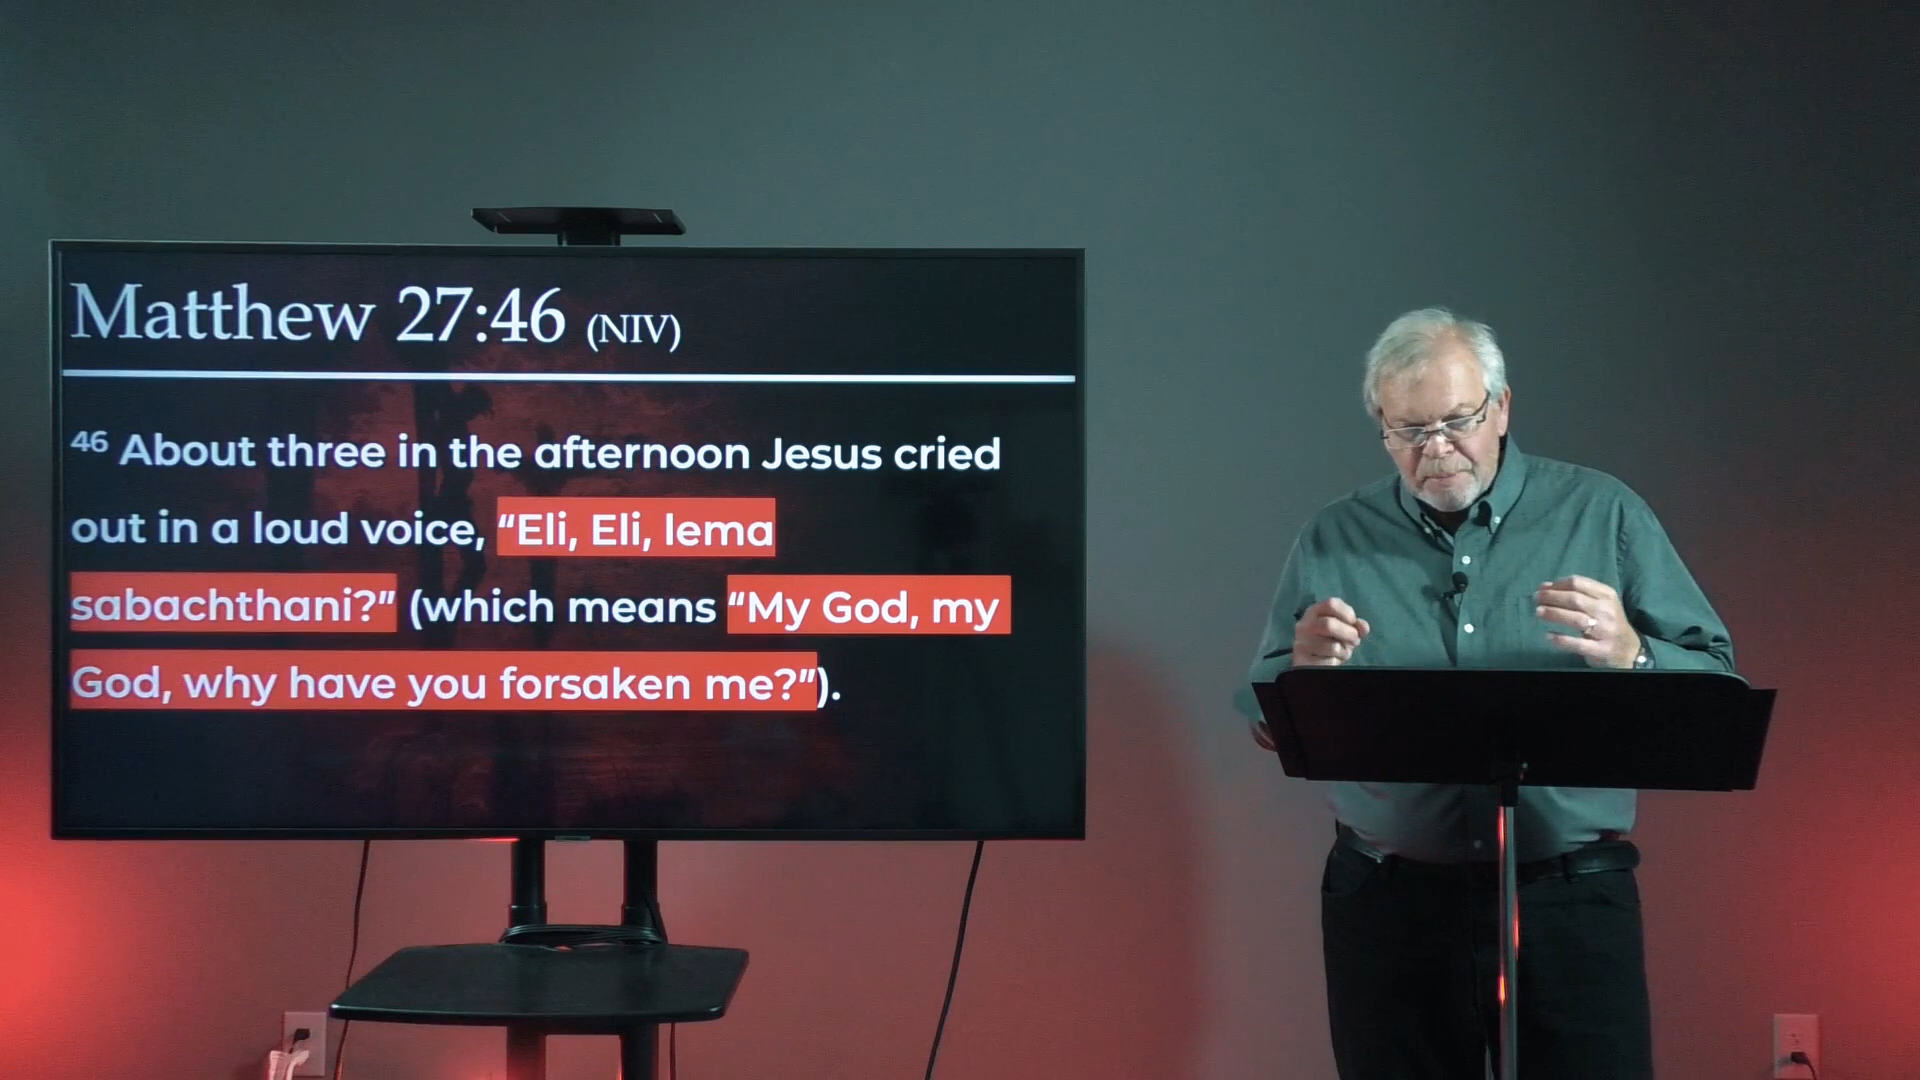 Matthew 27:46 (NIV)
46 About three in the afternoon Jesus cried
out in a loud voice, “Eli, Eli, lema
sabachthani?” (which means “My God, my
God, why have you forsaken me?”).